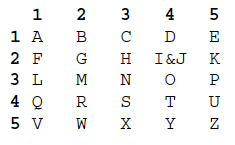 1 2 3 4 5
1 A B C D E
2 F G H I&J K
3 L M N O P
4 Q R S T U
5 V W X Y Z